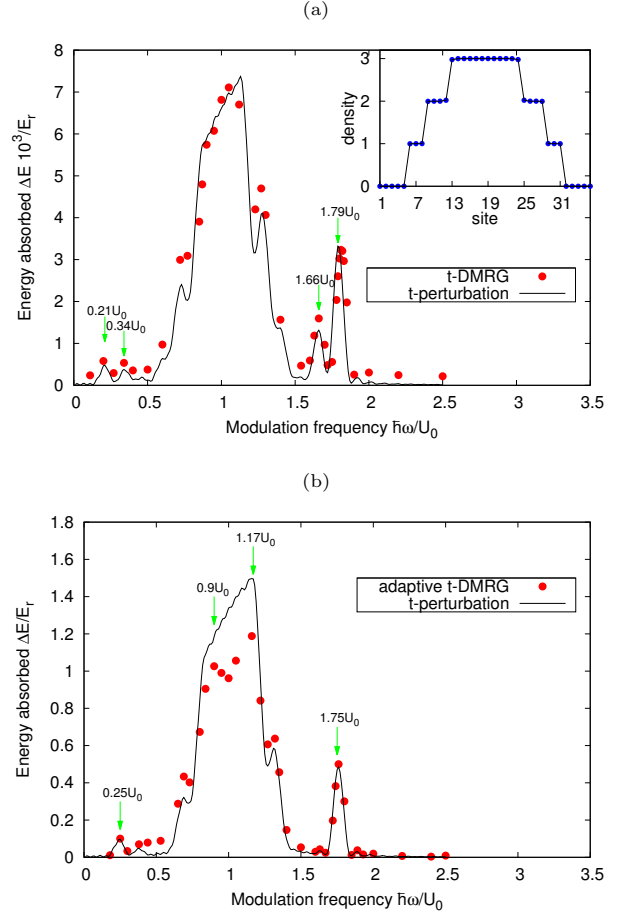 (a)
Energy absorbed ΔE 10³/Eᵣ
8
7
6
5
4
3
2
1
0
0 0.5 1 1.5 2 2.5 3 3.5
Modulation frequency ħω/U₀
0.21U₀
0.34U₀
1.66U₀
1.79U₀
density
3
2
1
0
1 7 13 19 25 31
site
t-DMRG
t-perturbation
(b)
Energy absorbed ΔE/Eᵣ
1.8
1.6
1.4
1.2
1
0.8
0.6
0.4
0.2
0
0 0.5 1 1.5 2 2.5 3 3.5
Modulation frequency ħω/U₀
0.25U₀
0.9U₀
1.17U₀
1.75U₀
adaptive t-DMRG
t-perturbation